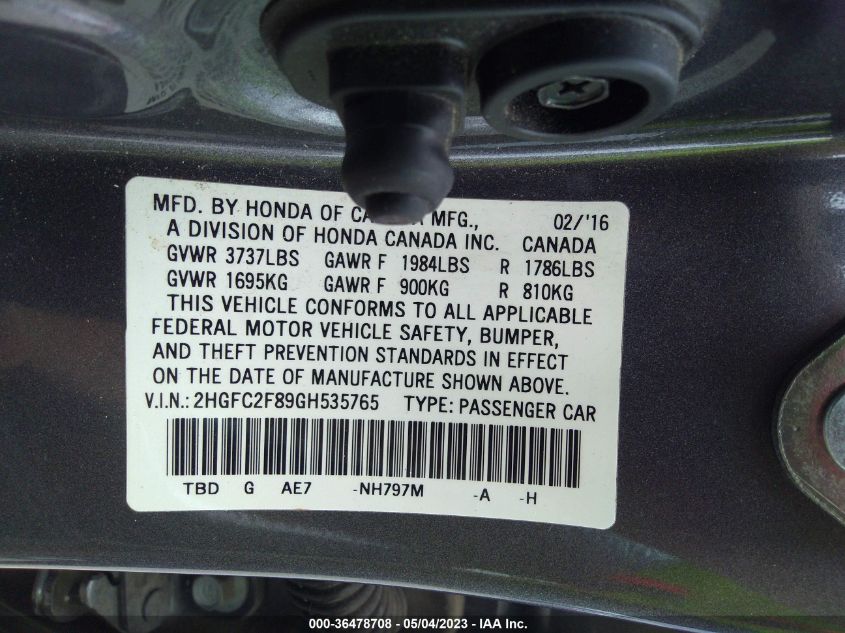 MFD. BY HONDA OF MFG., 02/'16
A DIVISION OF HONDA CANADA INC. CANADA
GVWR 3737LBS GAWR F 1984LBS R 1786LBS
GVWR 1695KG GAWR F 900KG R 810KG
THIS VEHICLE CONFORMS TO ALL APPLICABLE
FEDERAL MOTOR VEHICLE SAFETY, BUMPER,
AND THEFT PREVENTION STANDARDS IN EFFECT
ON THE DATE OF MANUFACTURE SHOWN ABOVE.
V.I.N.: 2HGFC2F89GH535765 TYPE: PASSENGER CAR
TBD G AE7 -NH797M -A -H
000-36478708 - 05/04/2023 - IAA Inc.